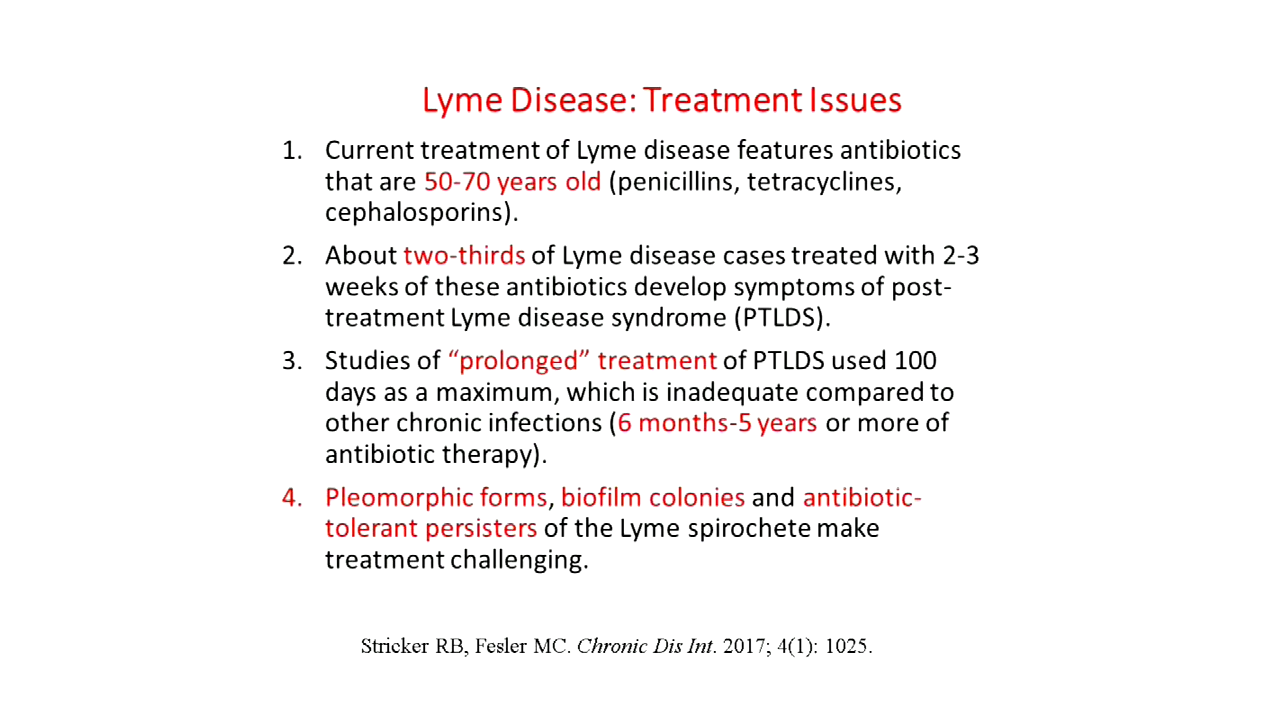 Lyme Disease: Treatment Issues
1. Current treatment of Lyme disease features antibiotics
that are 50-70 years old (penicillins, tetracyclines,
cephalosporins).
2. About two-thirds of Lyme disease cases treated with 2-3
weeks of these antibiotics develop symptoms of post-
treatment Lyme disease syndrome (PTLDS).
3. Studies of “prolonged” treatment of PTLDS used 100
days as a maximum, which is inadequate compared to
other chronic infections (6 months-5 years or more of
antibiotic therapy).
4. Pleomorphic forms, biofilm colonies and antibiotic-
tolerant persisters of the Lyme spirochete make
treatment challenging.
Stricker RB, Fesler MC. Chronic Dis Int. 2017; 4(1): 1025.